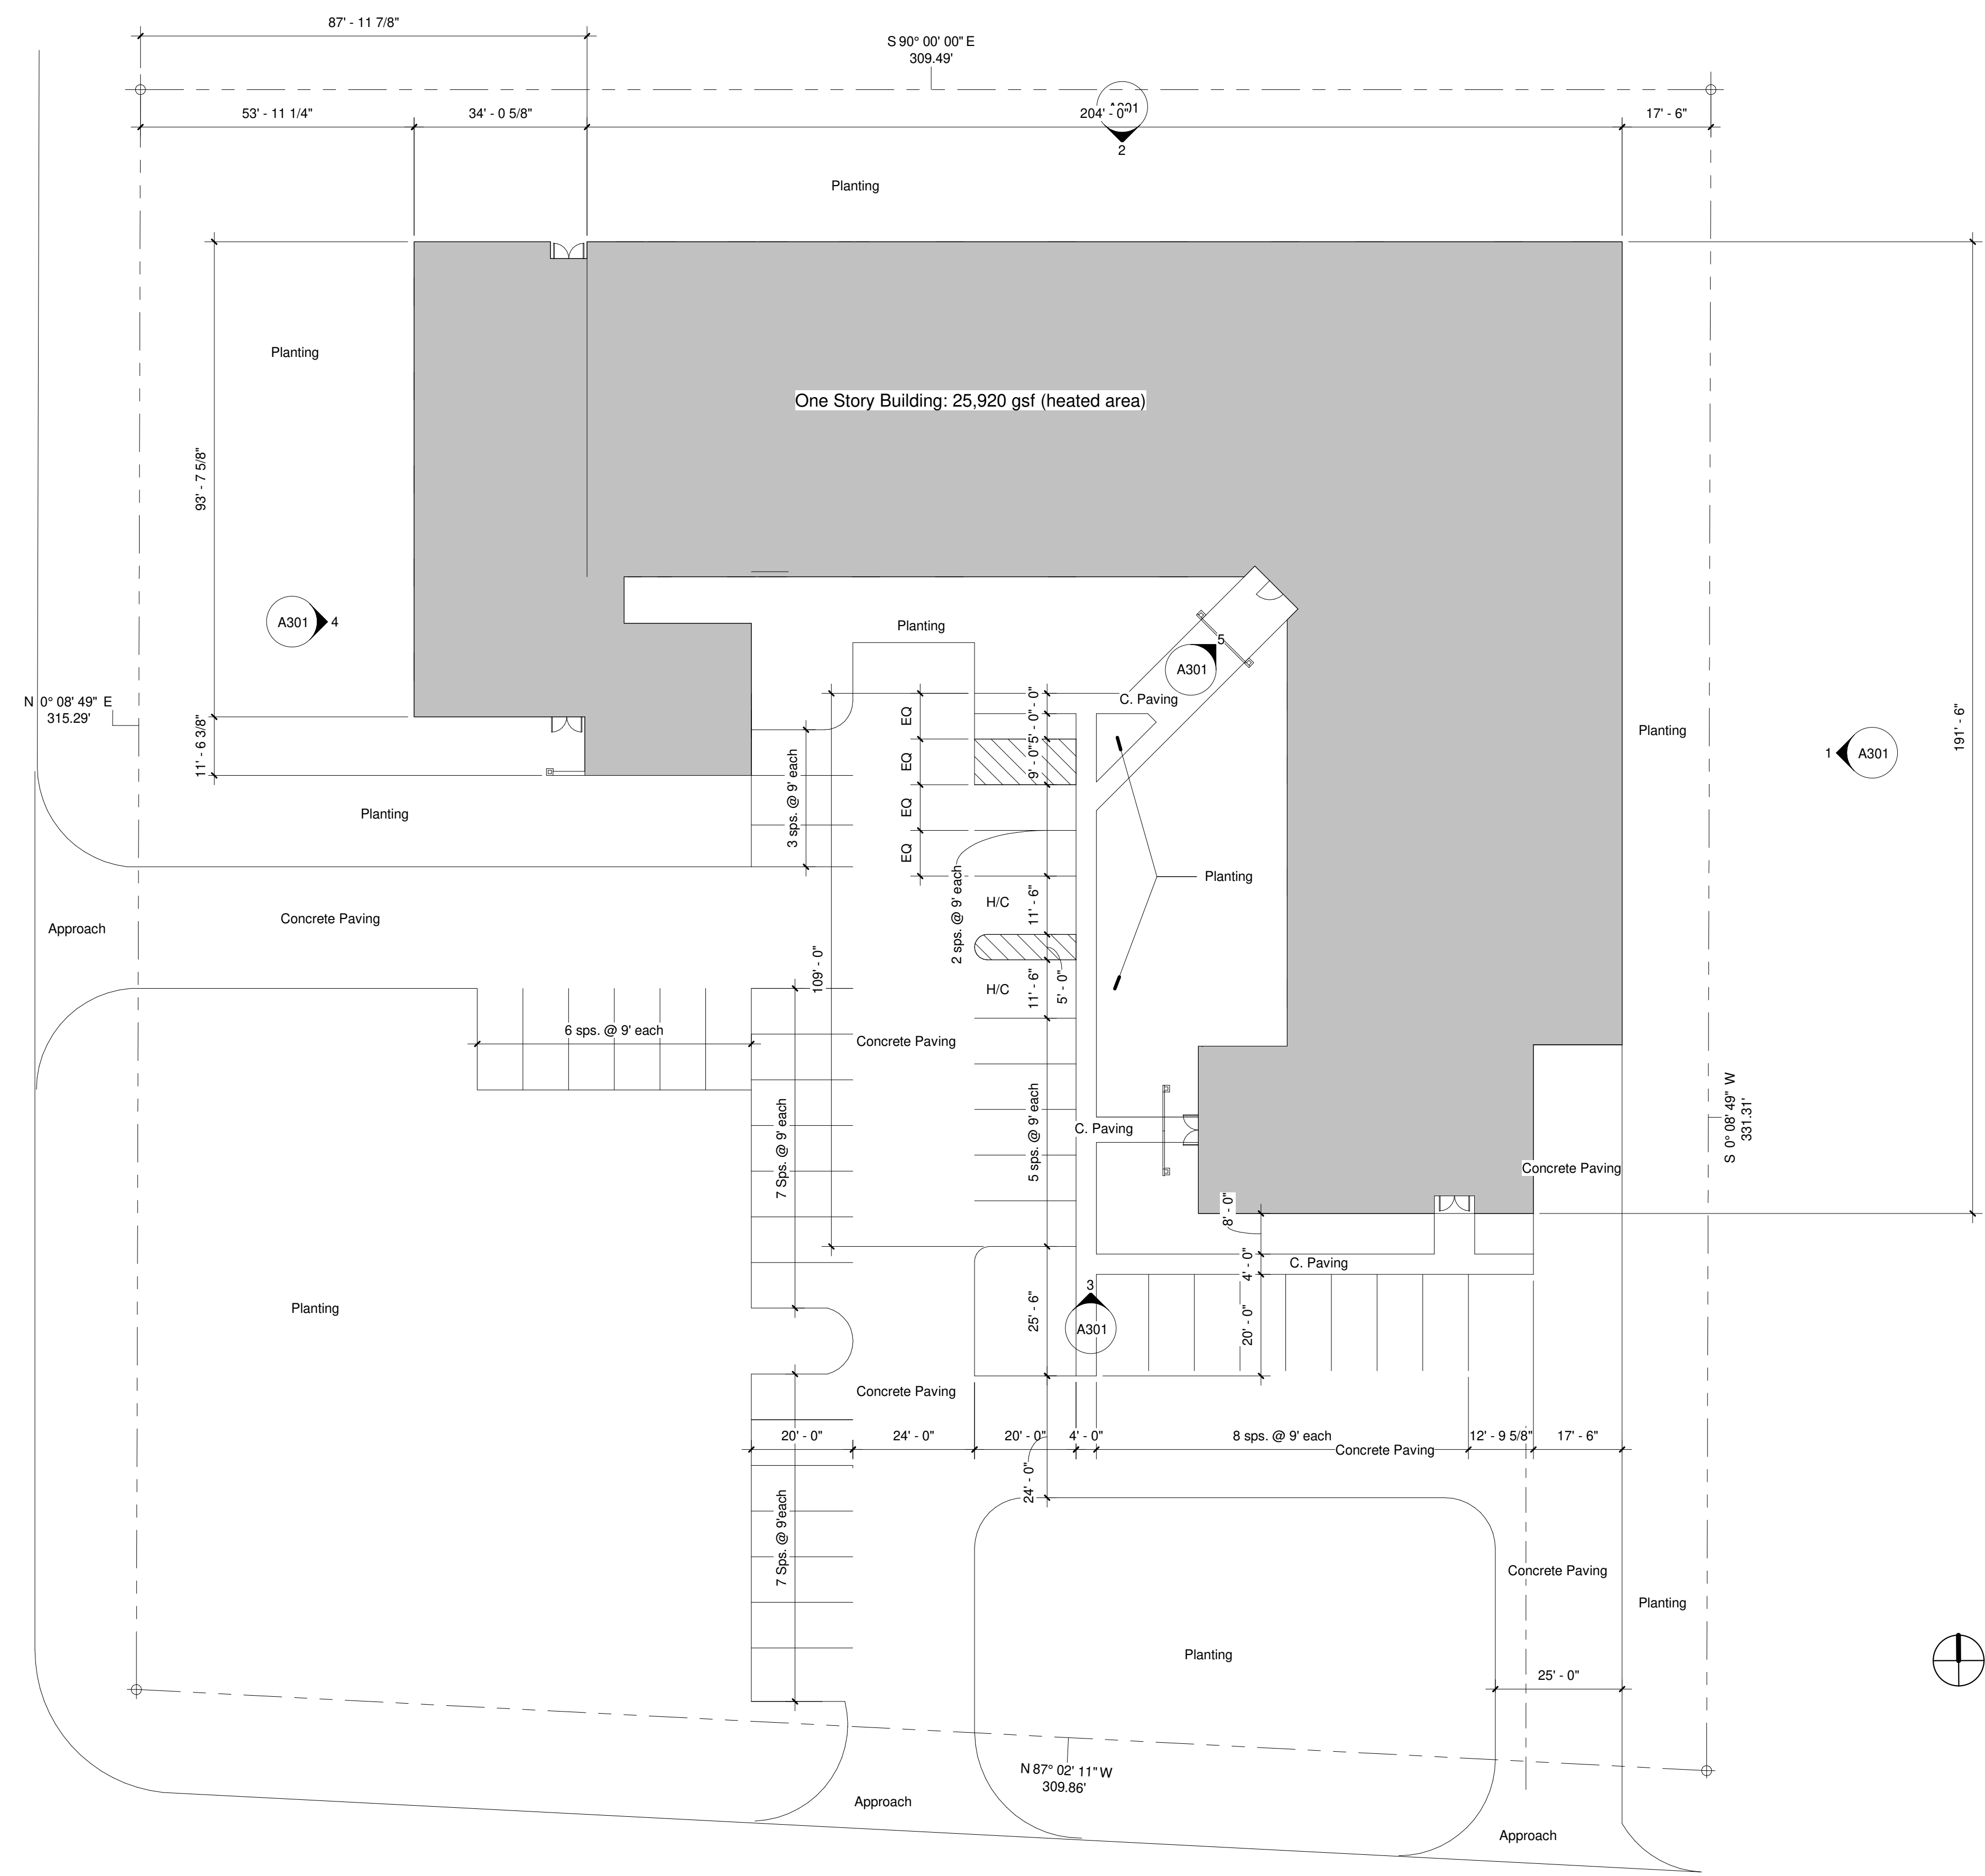 87' - 11 7/8"
S 90° 00' 00" E
309.49'
53' - 11 1/4"
34' - 0 5/8"
204' - 0"
A301
17' - 6"
2
Planting
Planting
One Story Building: 25,920 gsf (heated area)
93' - 7 5/8"
A301
4
Planting
5
A301
N 0° 08' 49" E
315.29'
C. Paving
Planting
191' - 6"
1
A301
11' - 6 3/8"
EQ
EQ
EQ
EQ
5' - 0"
9' - 0"
3 sps. @ 9' each
Planting
2 sps. @ 9' each
Planting
H/C
11' - 6"
Approach
Concrete Paving
109' - 0"
H/C
11' - 6"
5' - 0"
6 sps. @ 9' each
Concrete Paving
7 Sps. @ 9' each
5 sps. @ 9' each
C. Paving
S 0° 08' 49" W
331.31'
Concrete Paving
8' - 0"
4' - 0"
C. Paving
Planting
25' - 6"
3
A301
20' - 0"
Concrete Paving
20' - 0"
24' - 0"
20' - 0"
4' - 0"
8 sps. @ 9' each
12' - 9 5/8"
17' - 6"
Concrete Paving
24' - 0"
7 Sps. @ 9'each
Concrete Paving
Planting
Planting
25' - 0"
N 87° 02' 11" W
309.86'
Approach
Approach